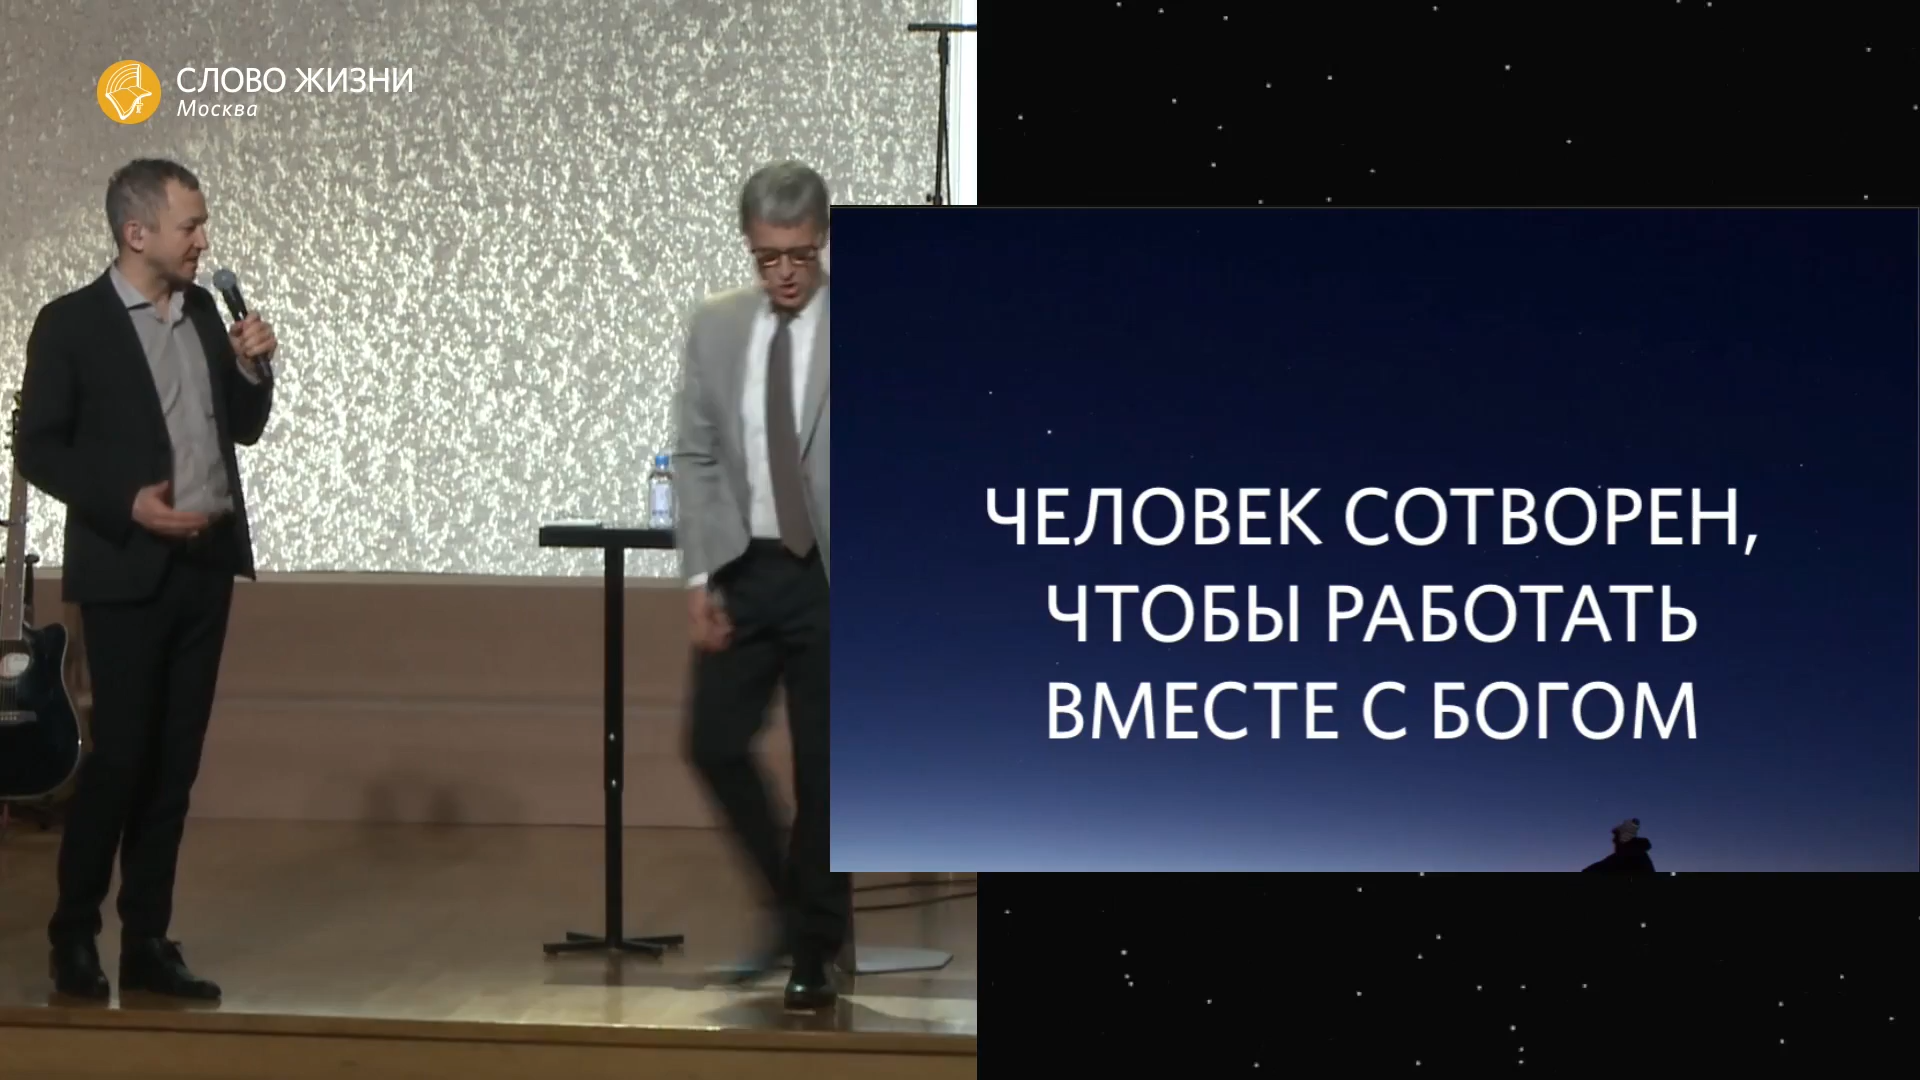 СЛОВО ЖИЗНИ
Москва
ЧЕЛОВЕК СОТВОРЕН,
ЧТОБЫ РАБОТАТЬ
ВМЕСТЕ С БОГОМ